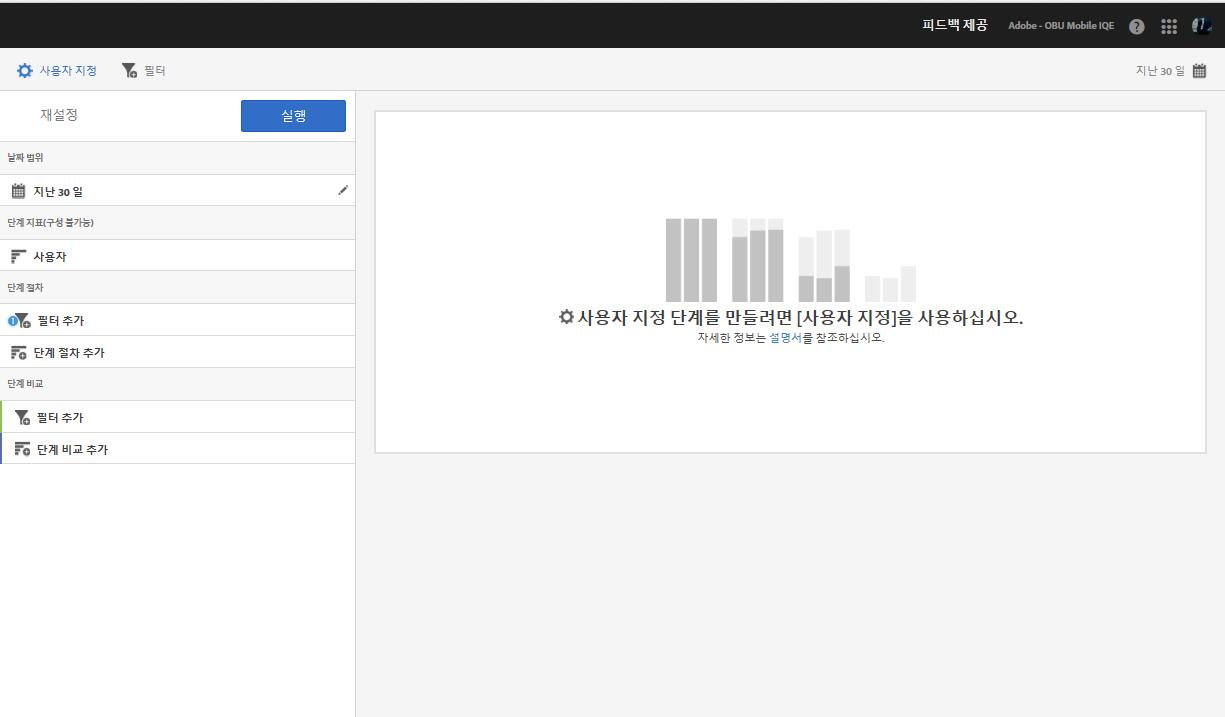 피드백 제공 Adobe - OBU Mobile IQE ?
사용자 지정 필터 지난 30 일
재설정 실행
날짜 범위
지난 30 일
단계 지표(구성 불가능)
사용자
단계 절차
1 필터 추가
단계 절차 추가
단계 비교
필터 추가
단계 비교 추가
사용자 지정 단계를 만들려면 [사용자 지정]을 사용하십시오.
자세한 정보는 설명서를 참조하십시오.